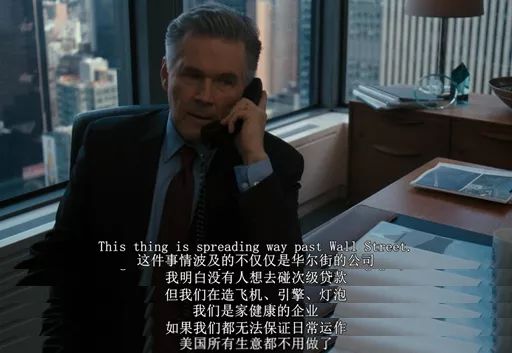 This thing is spreading way past Wall Street.
这件事情波及的不仅仅是华尔街的公司
我明白没有人想去碰次级贷款
但我们在造飞机、引擎、灯泡
我们是家健康的企业
如果我们都无法保证日常运作
美国所有生意都不用做了